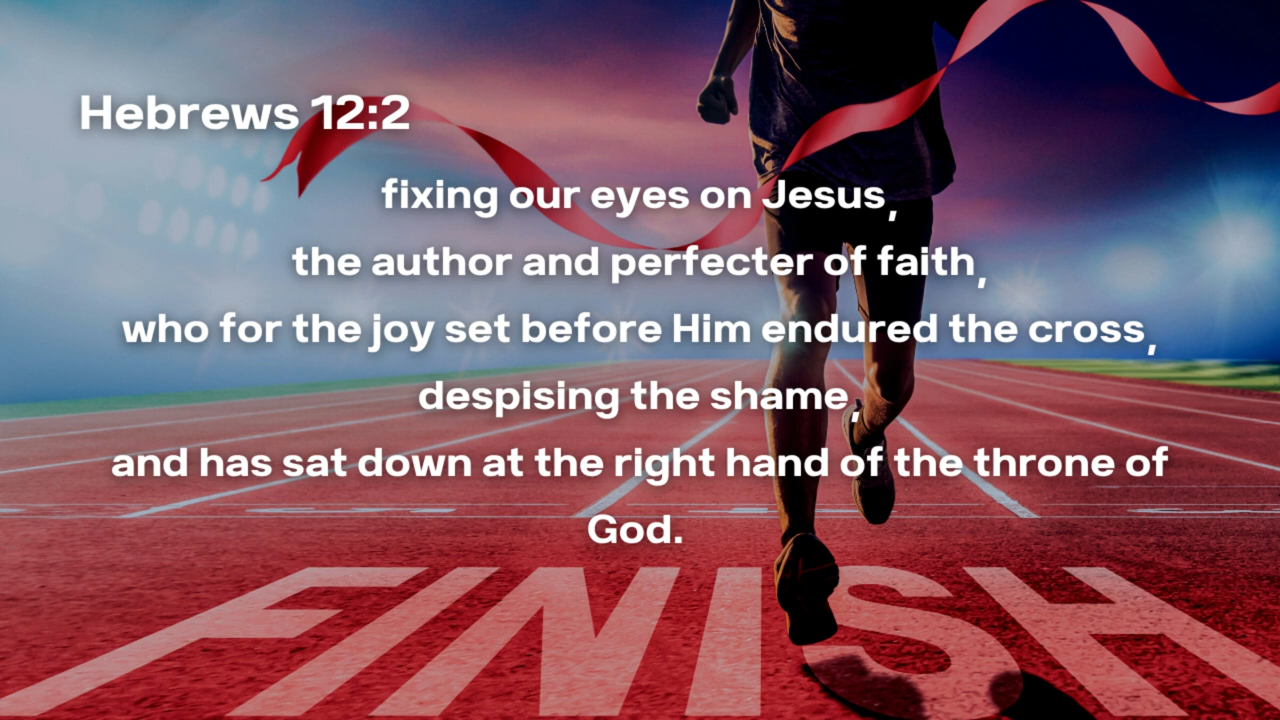 Hebrews 12:2
fixing our eyes on Jesus,
the author and perfecter of faith,
who for the joy set before Him endured the cross,
despising the shame,
and has sat down at the right hand of the throne of
God.
FINISH